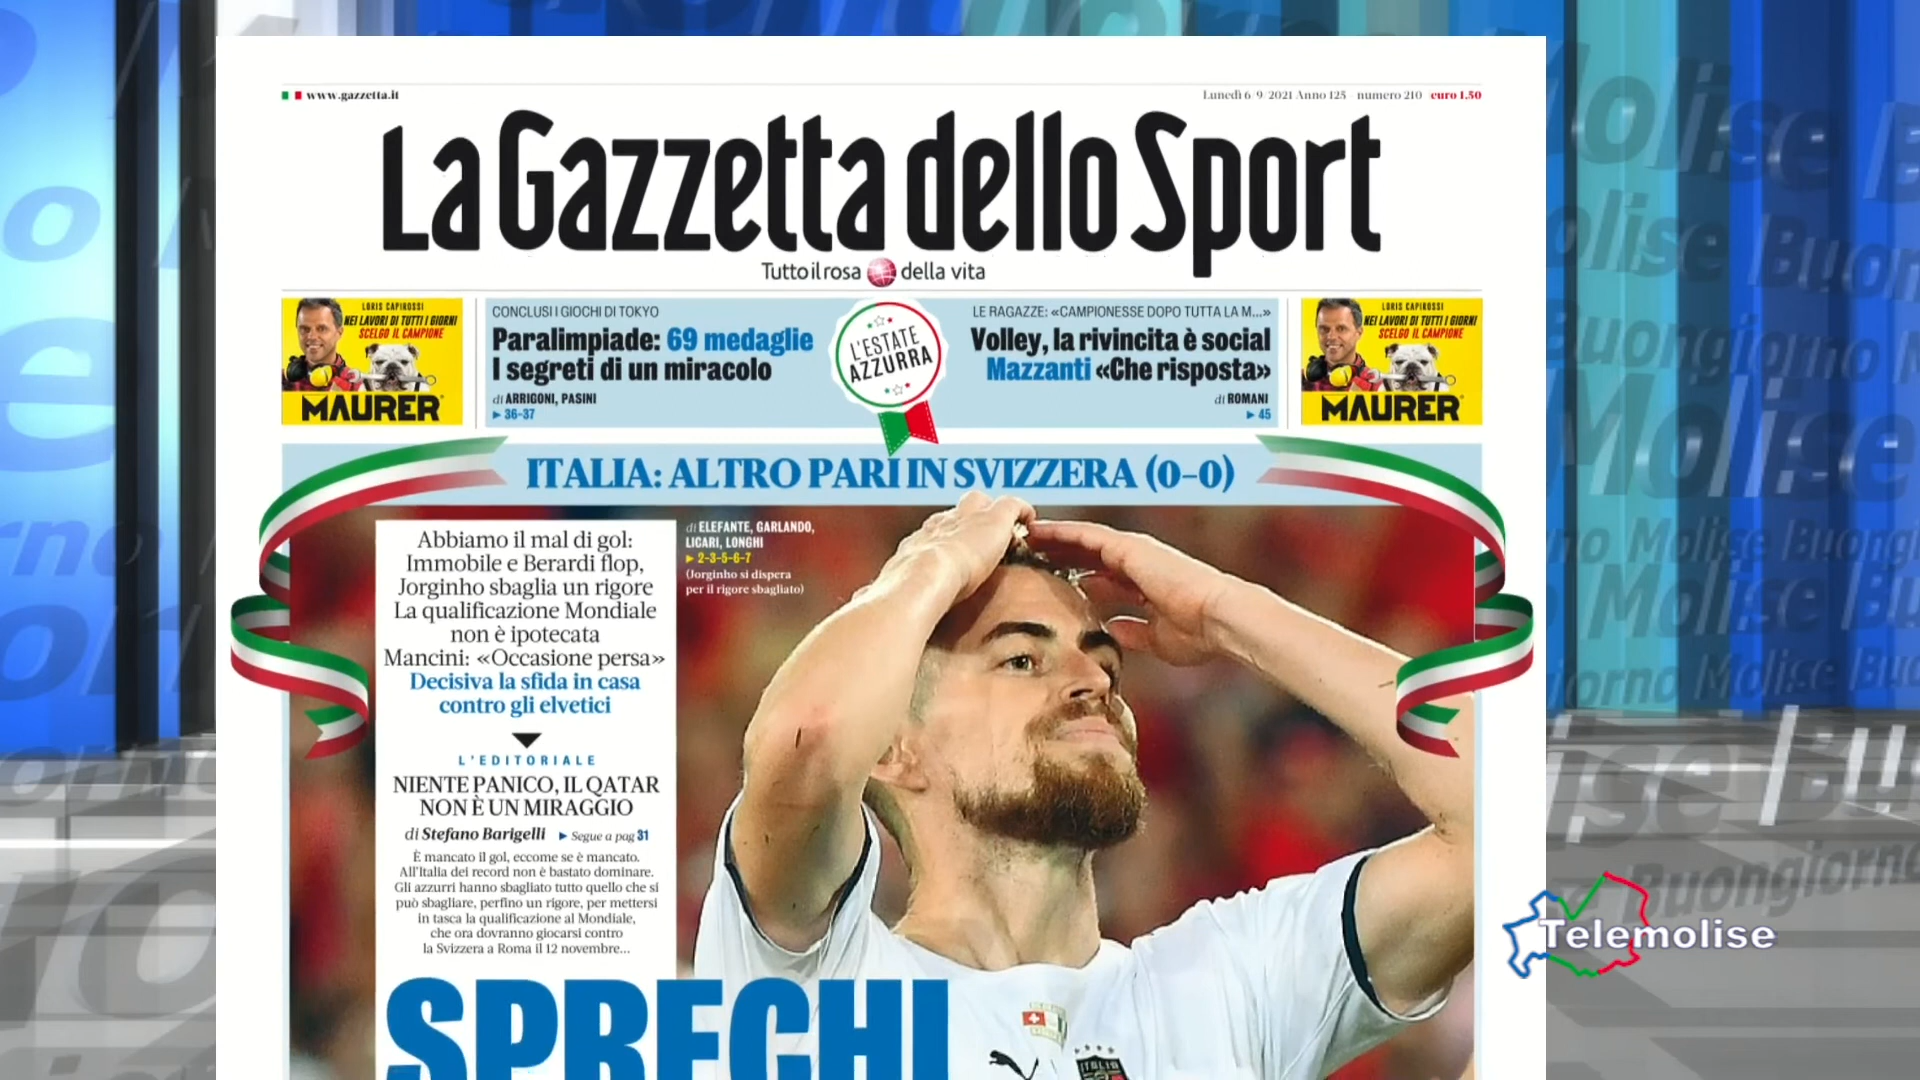 www.gazzetta.it
Lunedì 6/9/2021 Anno 125 numero 210 euro 1,50
La Gazzetta dello Sport
Tutto il rosa della vita
LORIS CAPIROSSI
NEI LAVORI DI TUTTI I GIORNI
SCELGO IL CAMPIONE
MAURER
CONCLUSI I GIOCHI DI TOKYO
Paralimpiade: 69 medaglie
I segreti di un miracolo
di ARRIGONI, PASINI
36-37
L'ESTATE
AZZURRA
LE RAGAZZE: «CAMPIONESSE DOPO TUTTA LA M...»
Volley, la rivincita è social
Mazzanti «Che risposta»
di ROMANI
45
LORIS CAPIROSSI
NEI LAVORI DI TUTTI I GIORNI
SCELGO IL CAMPIONE
MAURER
ITALIA: ALTRO PARI IN SVIZZERA (0-0)
Abbiamo il mal di gol:
Immobile e Berardi flop,
Jorginho sbaglia un rigore
La qualificazione Mondiale
non è ipotecata
Mancini: «Occasione persa»
Decisiva la sfida in casa
contro gli elvetici
di ELEFANTE, GARLANDO,
LICARI, LONGHI
2-3-5-6-7
(Jorginho si dispera
per il rigore sbagliato)
L'EDITORIALE
NIENTE PANICO, IL QATAR
NON È UN MIRAGGIO
di Stefano Barigelli Segue a pag 31
È mancato il gol, eccome se è mancato.
All'Italia dei record non è bastato dominare.
Gli azzurri hanno sbagliato tutto quello che si
può sbagliare, perfino un rigore, per mettersi
in tasca la qualificazione al Mondiale,
che ora dovranno giocarsi contro
la Svizzera a Roma il 12 novembre...
SPRECHI
ITALIA
Telemolise
Molise Buongiorno